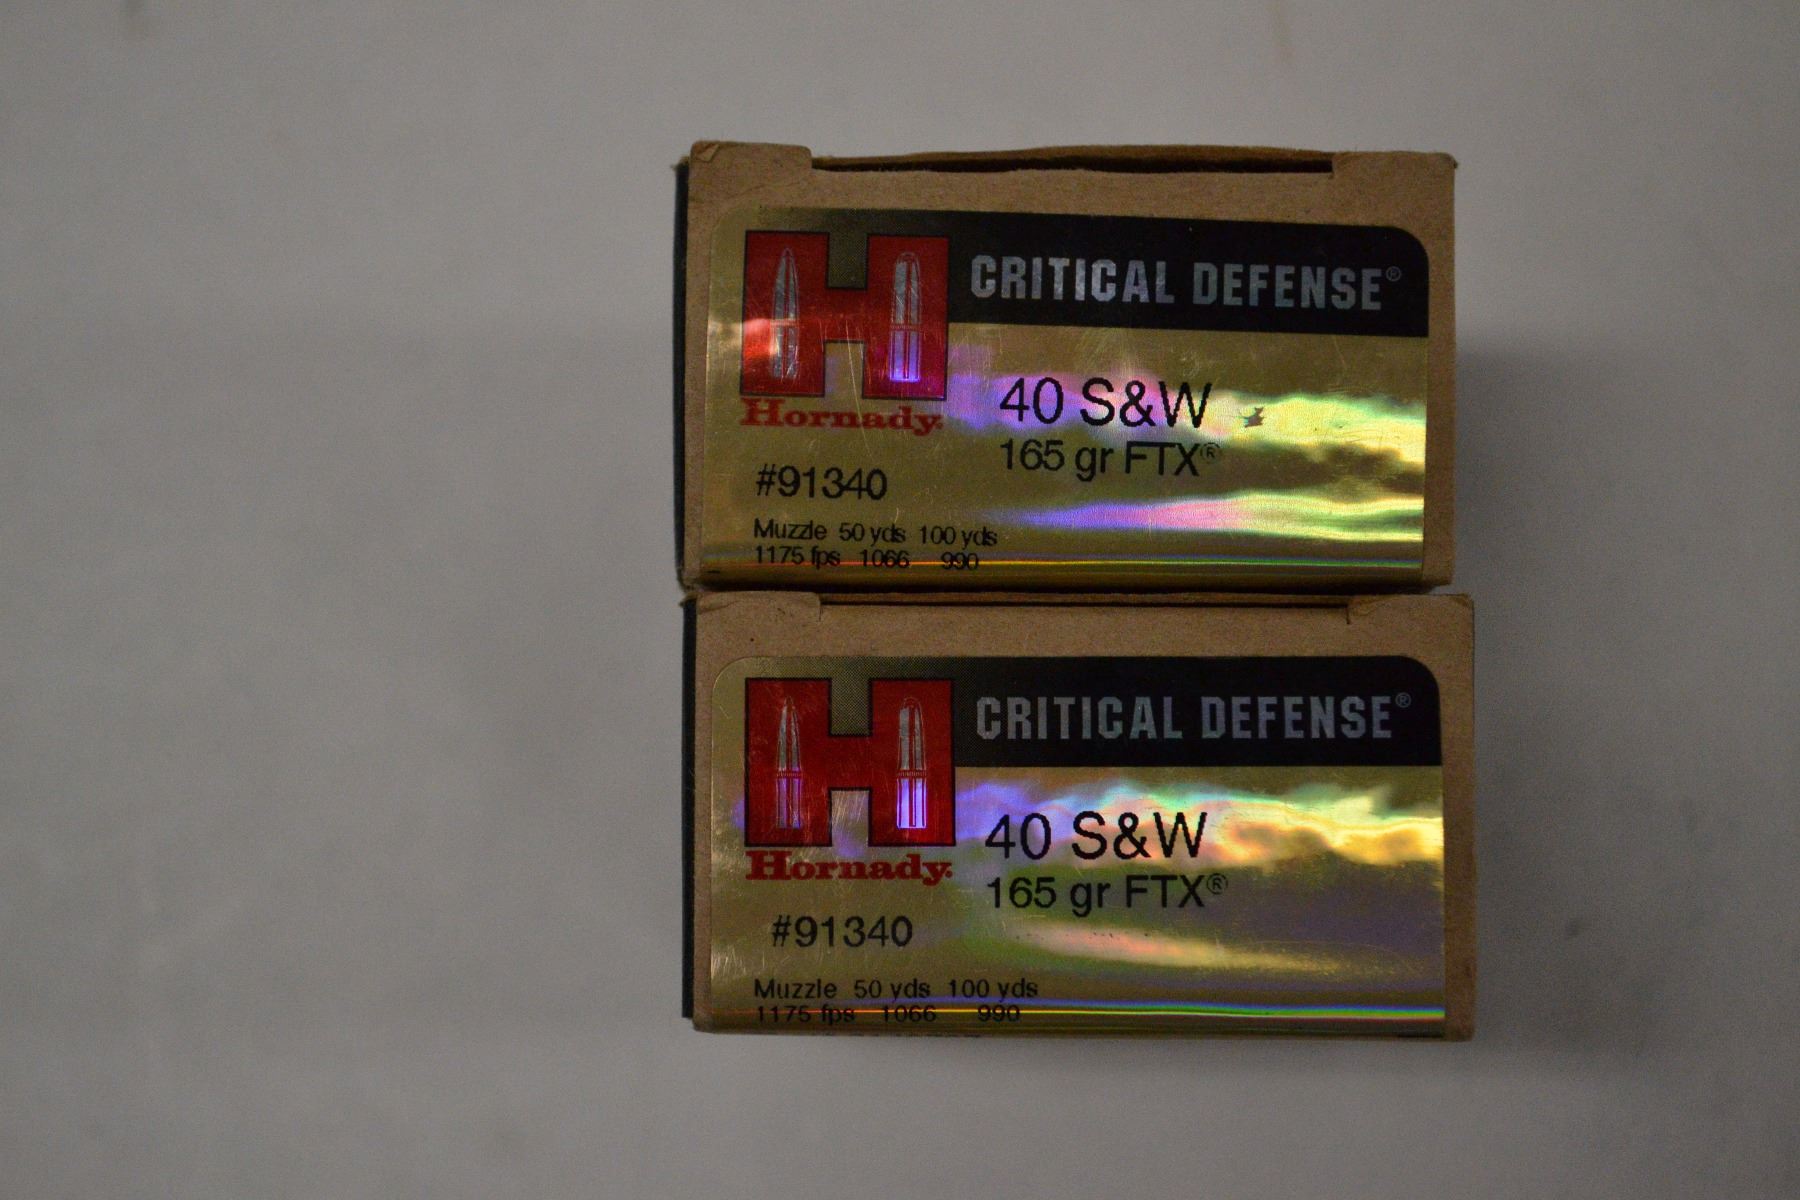 CRITICAL DEFENSE®
Hornady
40 S&W
165 gr FTX®
#91340
Muzzle 50 yds 100 yds
1175 fps 1066 990
CRITICAL DEFENSE®
Hornady
40 S&W
165 gr FTX®
#91340
Muzzle 50 yds 100 yds
1175 fps 1066 990